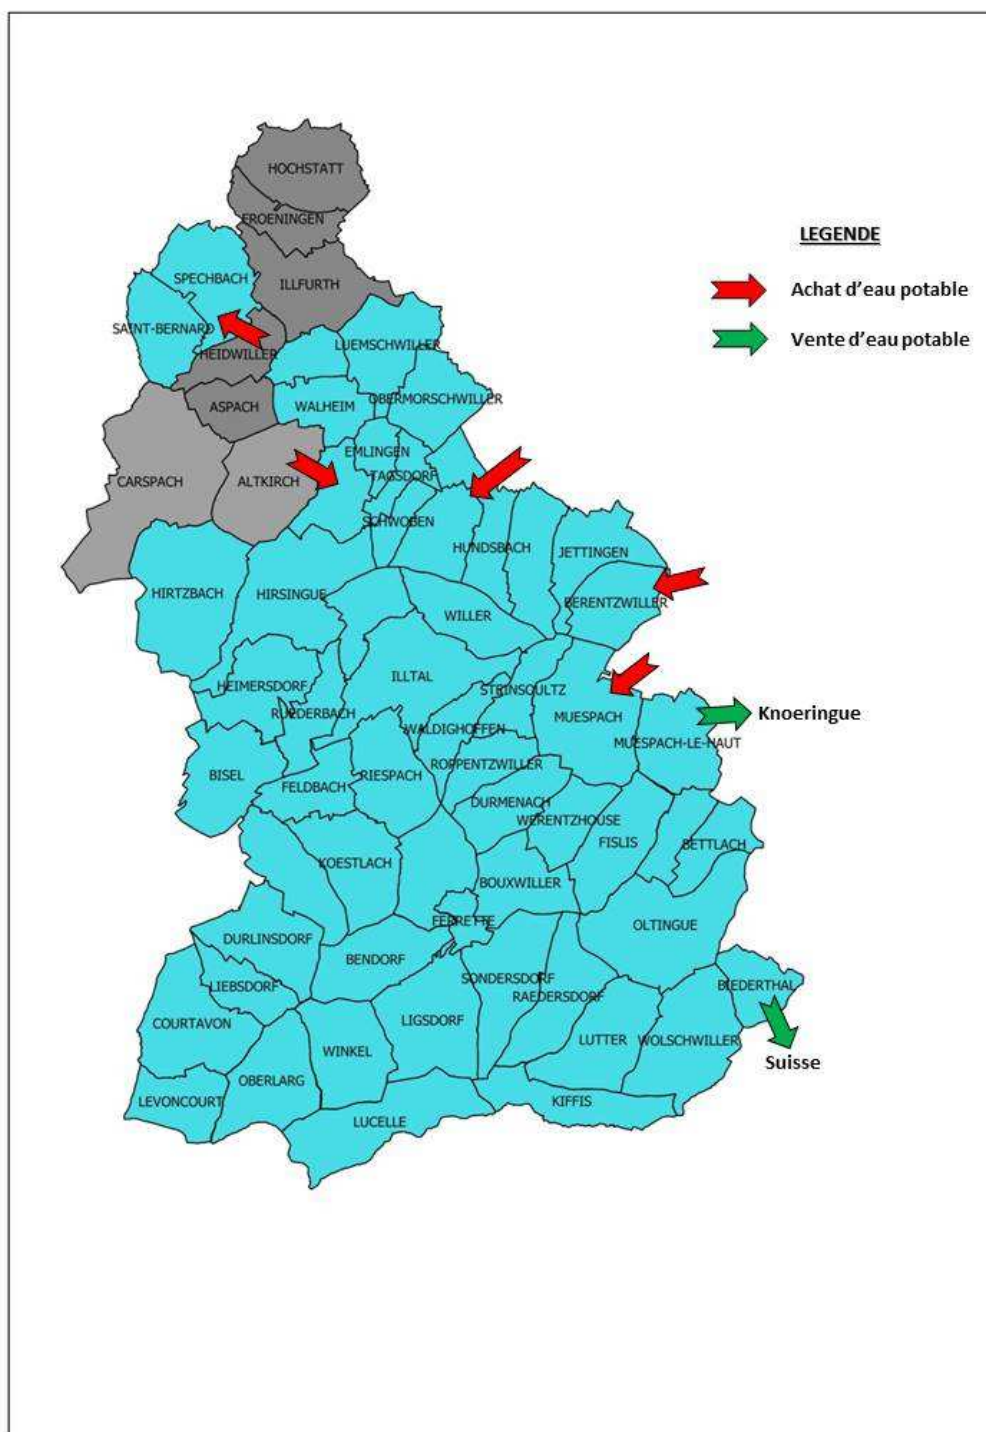 HOCHSTATT
FROENINGEN
LEGENDE
SPECHBACH
ILLFURTH
Achat d'eau potable
SAINT-BERNARD
Vente d'eau potable
LUEMSCHWILLER
HEIDWILLER
OBERMORSCHWILLER
ASPACH
WALHEIM
EMLINGEN
TAGSDORF
CARSPACH
ALTKIRCH
SCHWOBEN
HUNDSBACH
JETTINGEN
HIRTZBACH
HIRSINGUE
BERENTZWILLER
WILLER
ILLTAL
HEIMERSDORF
STEINSOULTZ
RUEDERBACH
MUESPACH
Knoeringue
WALDIGHOFFEN
MUESPACH-LE-HAUT
ROPPENTZWILLER
BISEL
RIESPACH
FELDBACH
DURMENACH
WERENTZHOUSE
FISLIS
BETTLACH
KOESTLACH
BOUXWILLER
FERRETTE
OLTINGUE
DURLINSDORF
BENDORF
SONDERSDORF
BIEDERTHAL
LIEBSDORF
RAEDERSDORF
COURTAVON
LIGSDORF
LUTTER
WOLSCHWILLER
WINKEL
Suisse
OBERLARG
LEVONCOURT
KIFFIS
LUCELLE